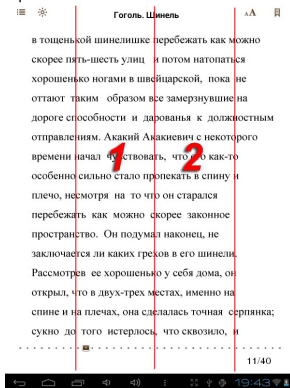 Гоголь. Шинель
AA
в тощенькой шинелишке перебежать как можно
скорее пять-шесть улиц и потом натопаться
хорошенько ногами в швейцарской, пока не
оттают таким образом все замерзнувшие на
дороге способности и дарованья к должностным
отправлениям. Акакий Акакиевич с некоторого
времени начал чувствовать, что его как-то
особенно сильно стало пропекать в спину и
плечо, несмотря на то что он старался
перебежать как можно скорее законное
пространство. Он подумал наконец, не
заключается ли каких грехов в его шинели.
Рассмотрев ее хорошенько у себя дома, он
открыл, что в двух-трех местах, именно на
спине и на плечах, она сделалась точная серпянка;
сукно до того истерлось, что сквозило, и
1 2
11/40
19:43